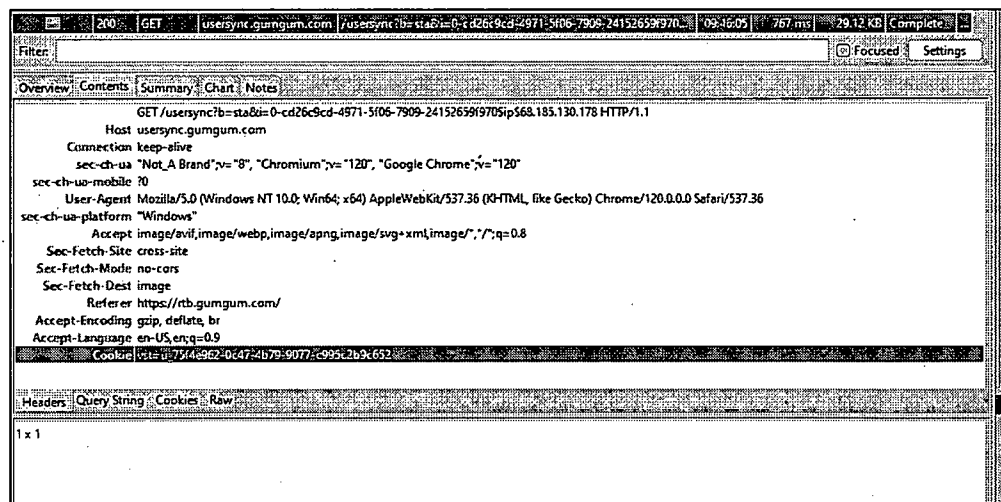 200 GET usersync.gumgum.com /usersync?b=sta&i=0-cd26c9cd-4971-5f06-7909-24152659f970... 09:46:05 767 ms 29.12 KB Complete
Filter: Focused Settings
Overview Contents Summary Chart Notes
GET /usersync?b=sta&i=0-cd26c9cd-4971-5f06-7909-24152659f970$ip$68.183.130.178 HTTP/1.1
Host usersync.gumgum.com
Connection keep-alive
sec-ch-ua "Not_A Brand";v="8", "Chromium";v="120", "Google Chrome";v="120"
sec-ch-ua-mobile ?0
User-Agent Mozilla/5.0 (Windows NT 10.0; Win64; x64) AppleWebKit/537.36 (KHTML, like Gecko) Chrome/120.0.0.0 Safari/537.36
sec-ch-ua-platform "Windows"
Accept image/avif,image/webp,image/apng,image/svg+xml,image/*,*/*;q=0.8
Sec-Fetch-Site cross-site
Sec-Fetch-Mode no-cors
Sec-Fetch-Dest image
Referer https://rtb.gumgum.com/
Accept-Encoding gzip, deflate, br
Accept-Language en-US,en;q=0.9
Cookie vst=u_75f4e962-0c47-4b79-9077-c995c2b9c652
Headers Query String Cookies Raw
1 x 1